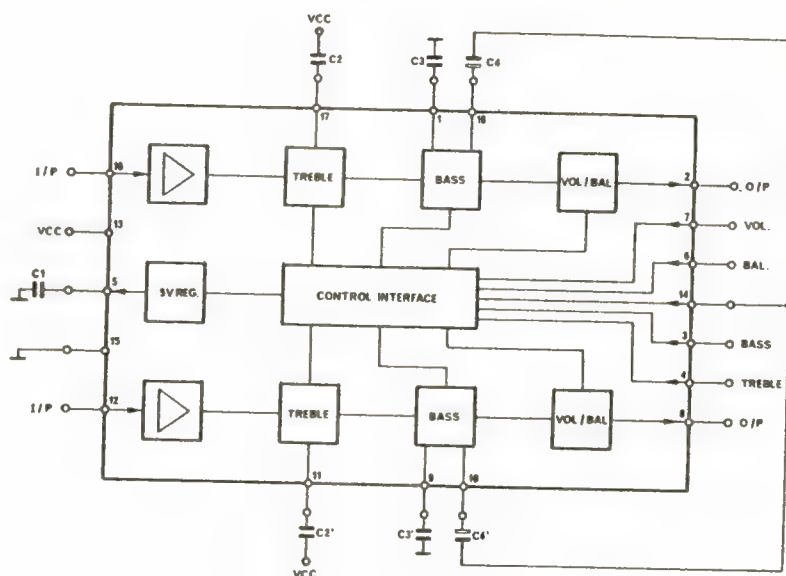 VCC
C2
C3
C4
17
1
18
I/P
16
TREBLE
BASS
VOL/BAL
2
O/P
7
VOL.
13
VCC
6
BAL.
C1
5
5V REG.
CONTROL INTERFACE
14
15
3
BASS
4
TREBLE
I/P
12
TREBLE
BASS
VOL/BAL
8
O/P
11
9
10
C2'
C3'
C4'
VCC